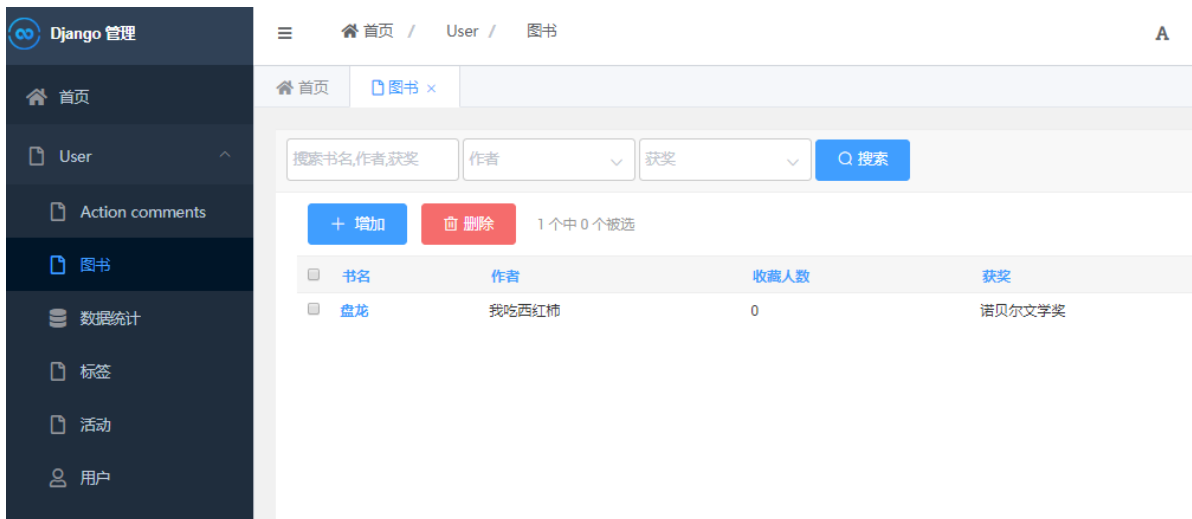 Django 管理
首页 / User / 图书
A
首页
图书 ×
首页
User
Action comments
图书
数据统计
标签
活动
用户
搜索书名,作者,获奖 作者 获奖 搜索
+ 增加 删除 1 个中 0 个被选
书名 作者 收藏人数 获奖
盘龙 我吃西红柿 0 诺贝尔文学奖